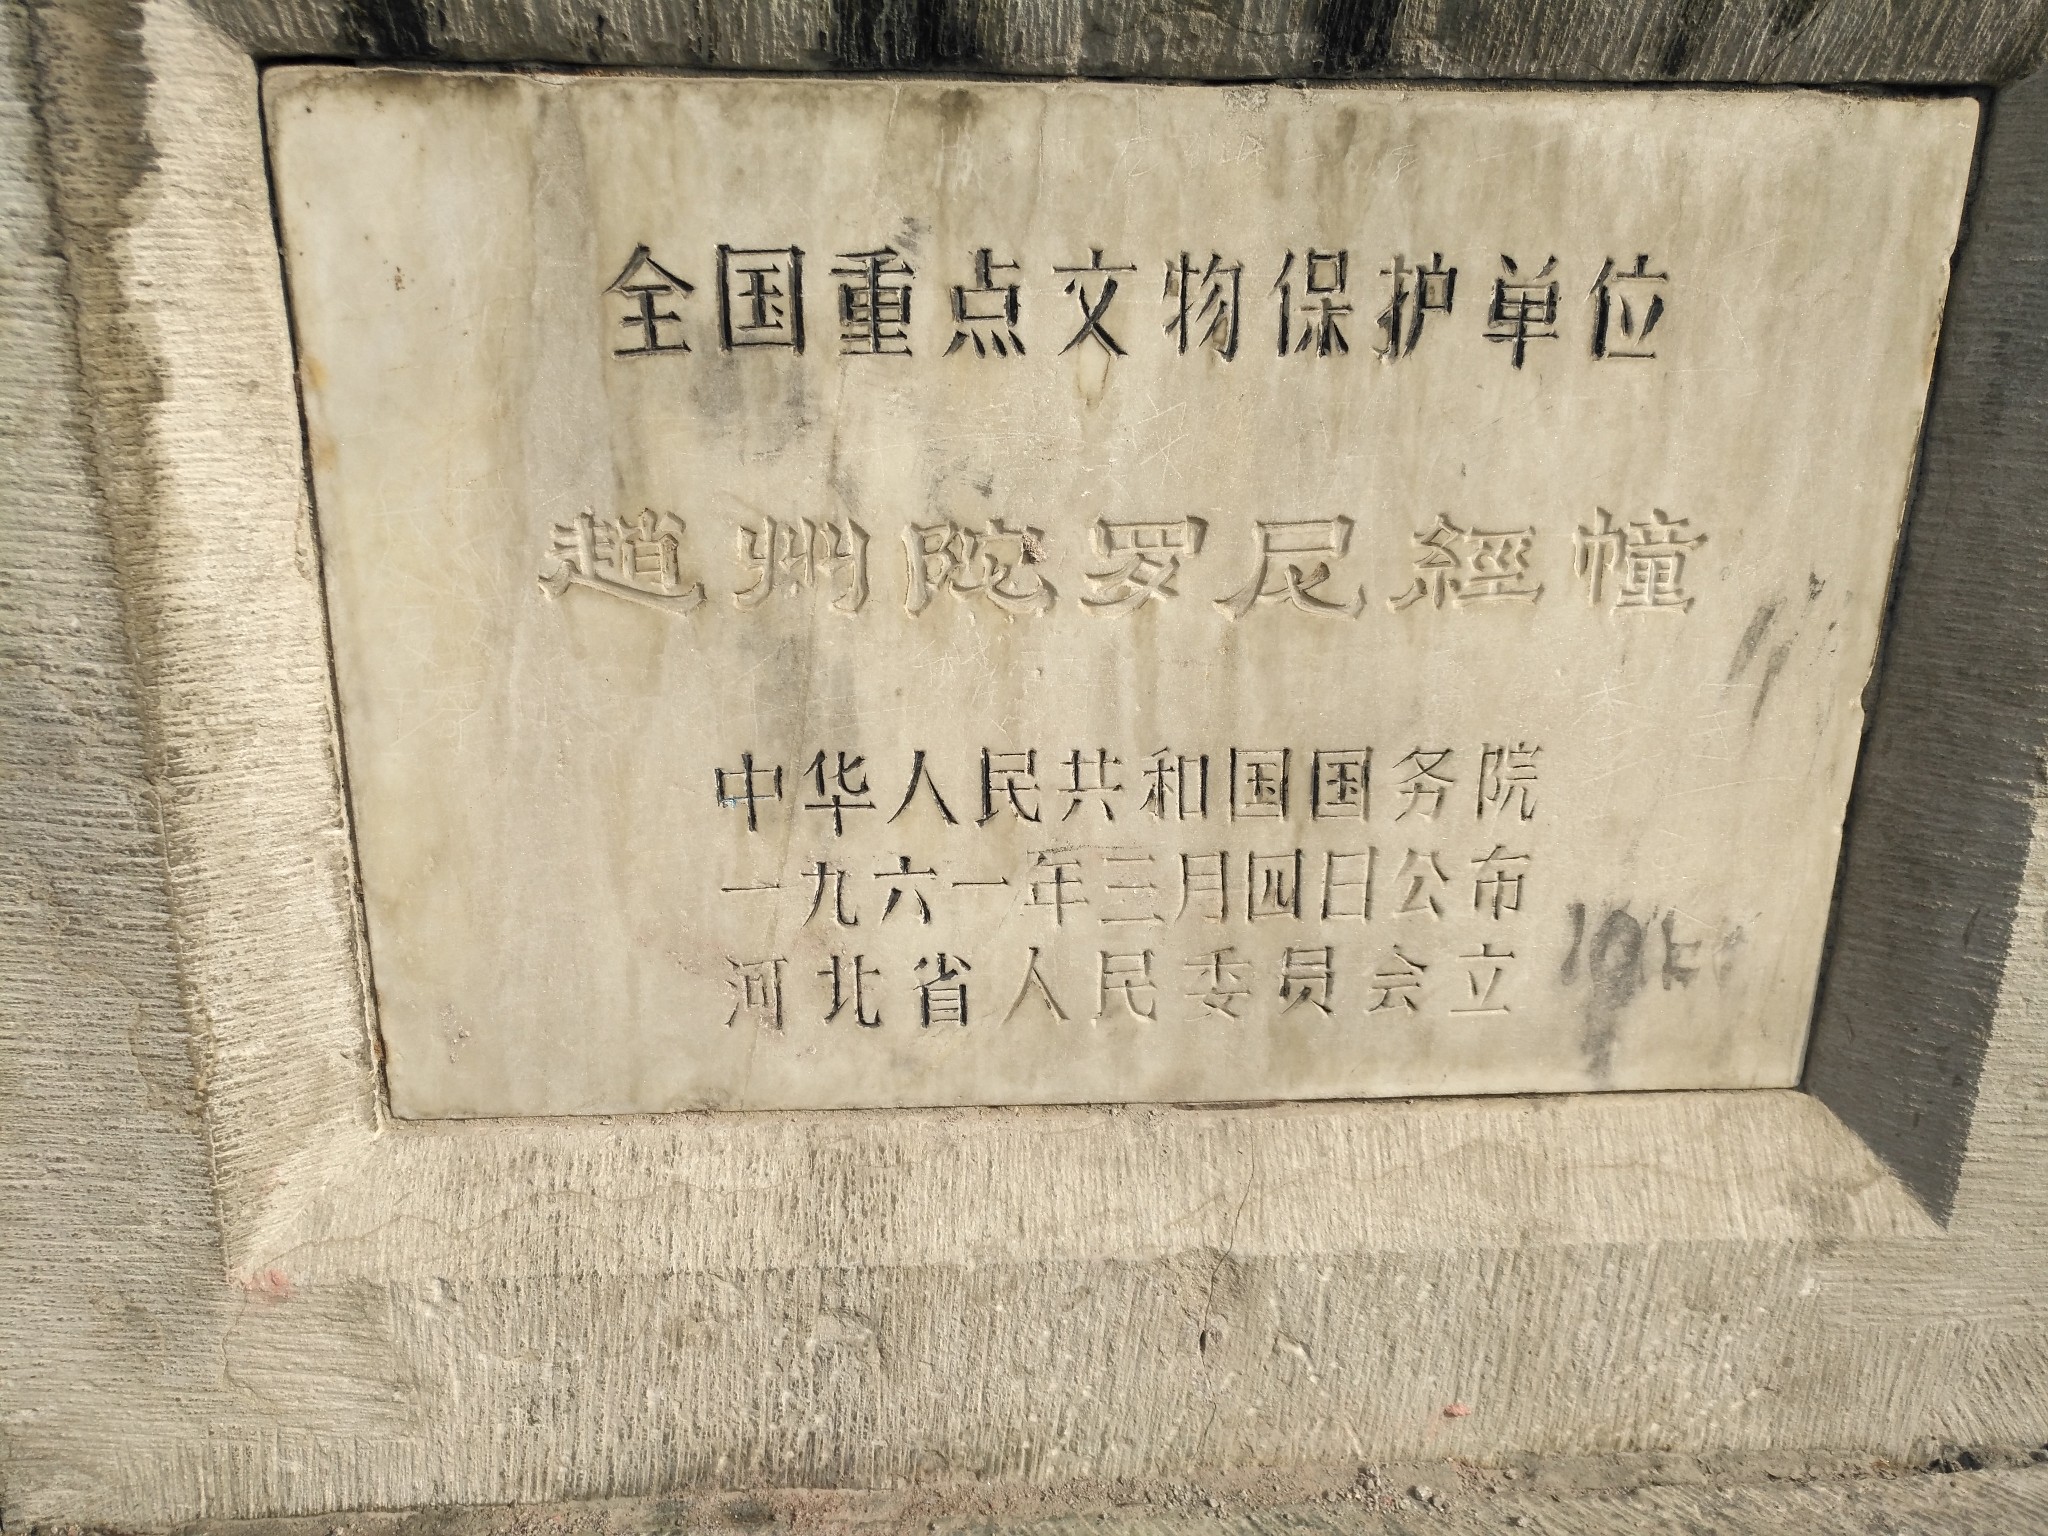 全国重点文物保护单位
趙州陀罗尼經幢
中华人民共和国国务院
一九六一年三月四日公布
河北省人民委员会立